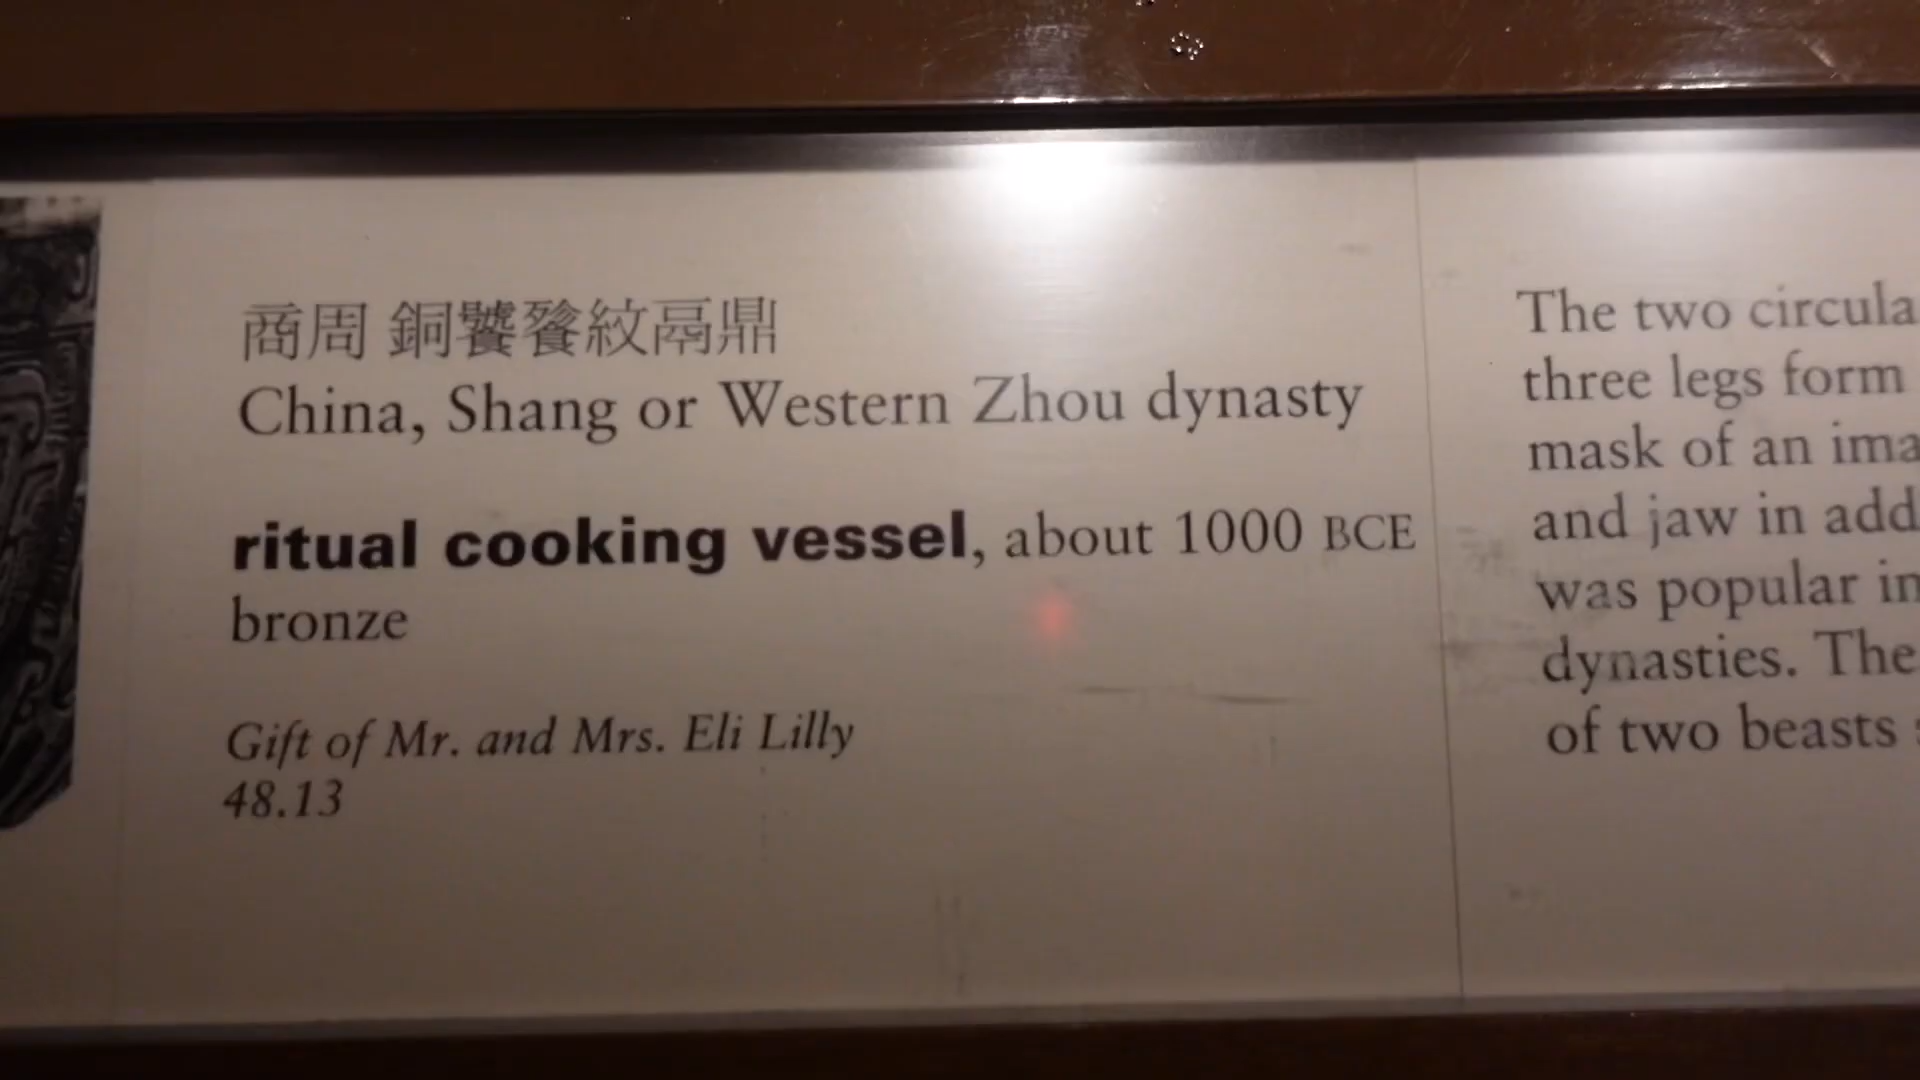 商周 銅饕餮紋鬲鼎
China, Shang or Western Zhou dynasty
ritual cooking vessel, about 1000 BCE
bronze
Gift of Mr. and Mrs. Eli Lilly
48.13
The two
three legs form
mask of an
and jaw in
was popular
dynasties. The
of two beasts